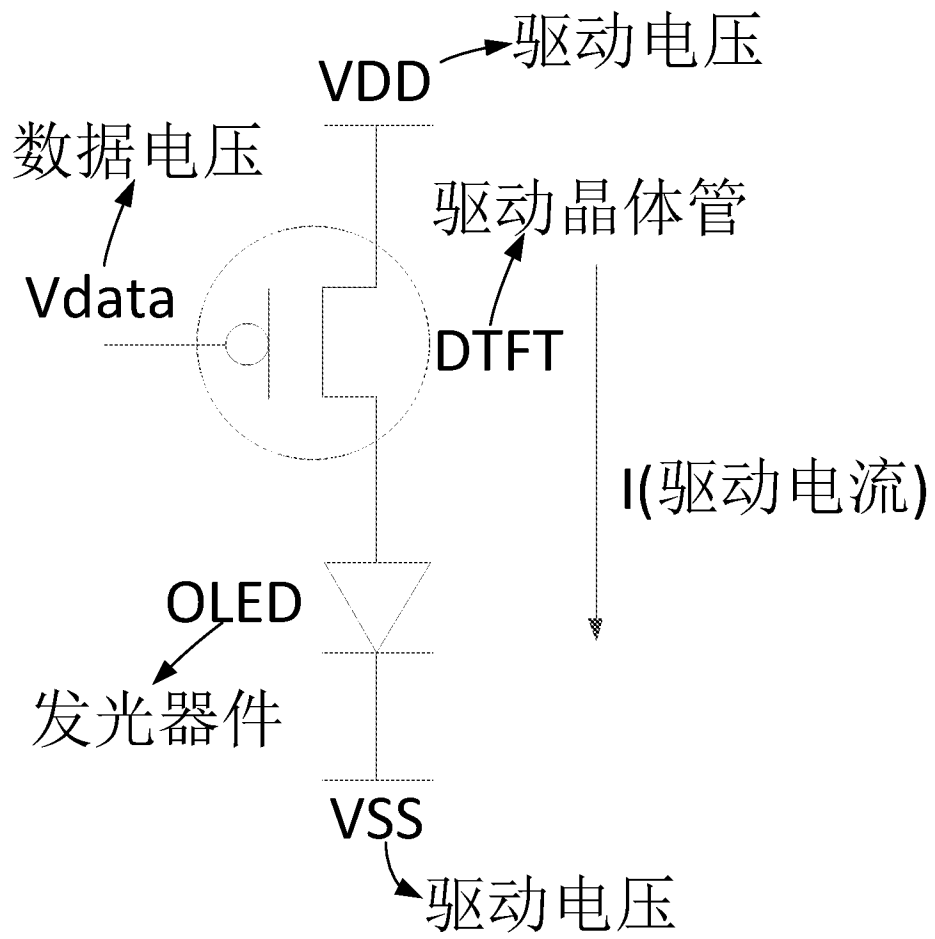 驱动电压
VDD
数据电压
驱动晶体管
Vdata
DTFT
I(驱动电流)
OLED
发光器件
VSS
驱动电压